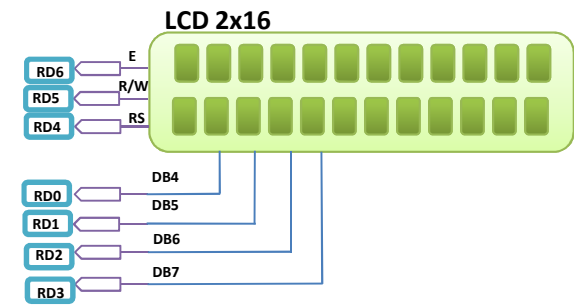 LCD 2x16
RD6 E
RD5 R/W
RD4 RS
RD0 DB4
RD1 DB5
RD2 DB6
RD3 DB7